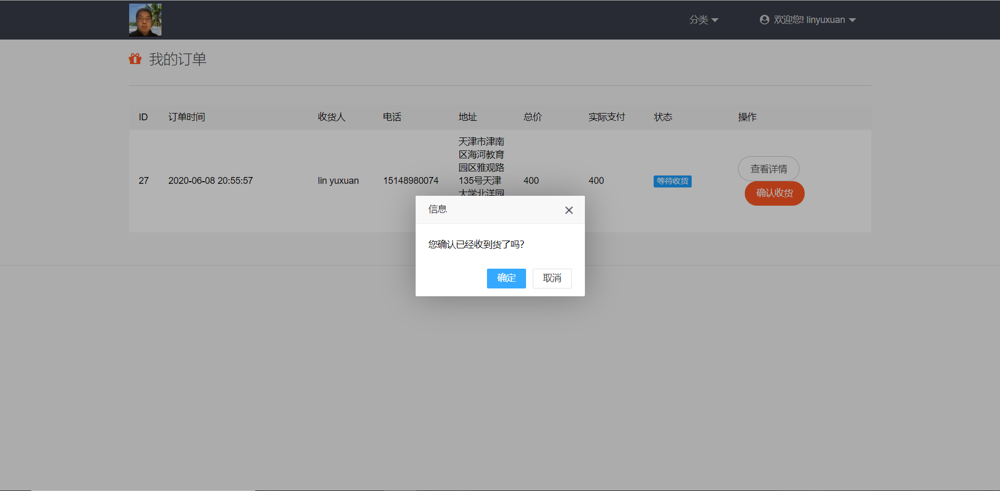 分类
欢迎您! linyuxuan
我的订单
ID 订单时间 收货人 电话 地址 总价 实际支付 状态 操作
27 2020-06-08 20:55:57 lin yuxuan 15148980074
天津市津南
区海河教育
园区雅观路
135号天津
大学北洋园
400 400 等待收货
查看详情
确认收货
信息
您确认已经收到货了吗?
确定 取消